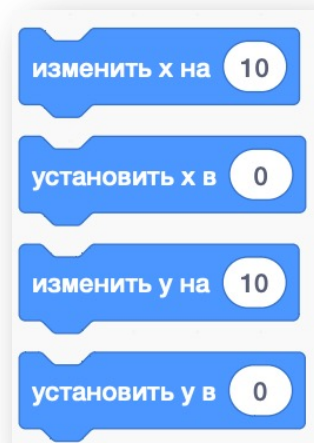 изменить х на 10
установить х в 0
изменить у на 10
установить у в 0